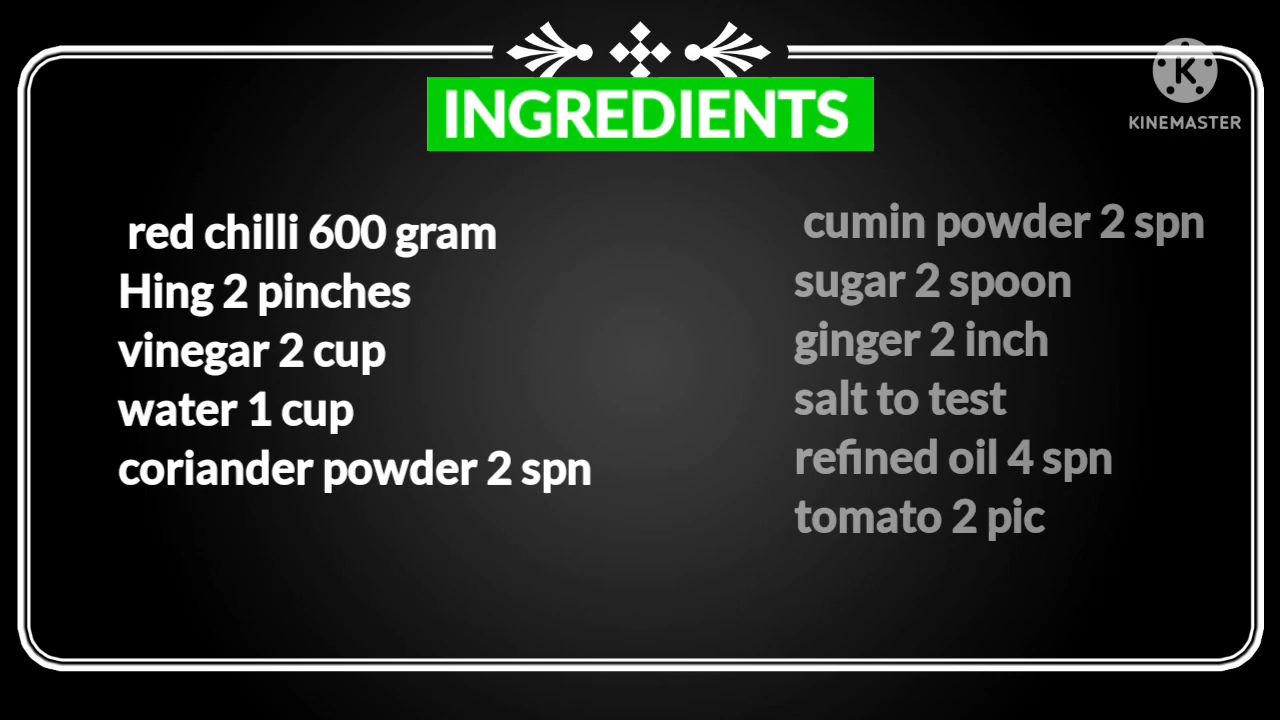 INGREDIENTS
K
KINEMASTER
red chilli 600 gram
Hing 2 pinches
vinegar 2 cup
water 1 cup
coriander powder 2 spn
cumin powder 2 spn
sugar 2 spoon
ginger 2 inch
salt to test
refined oil 4 spn
tomato 2 pic